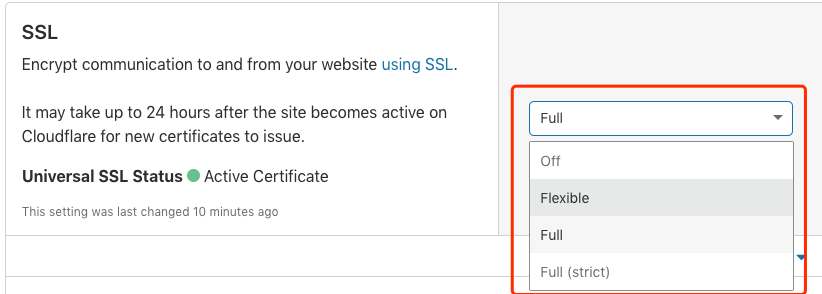 SSL
Encrypt communication to and from your website using SSL.
It may take up to 24 hours after the site becomes active on
Cloudflare for new certificates to issue.
Universal SSL Status Active Certificate
This setting was last changed 10 minutes ago
Full
Off
Flexible
Full
Full (strict)